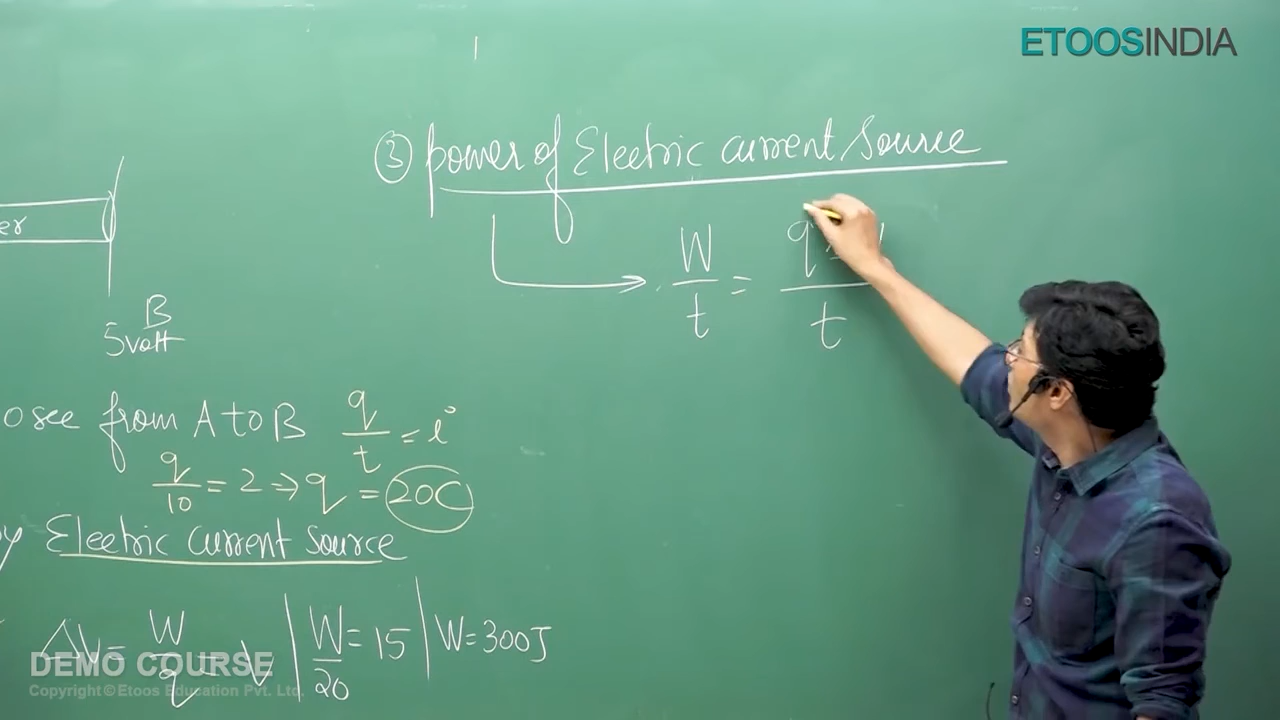 ETOOSINDIA
③ power of Electric current Source
W/t = q × / t
er
B
5 volt
o see from A to B q/t = i
q/10 = 2 ⇒ q = 20C
by Electric current source
ΔV = W/q = V | W/20 = 15 | W = 300J
DEMO COURSE
Copyright © Etoos Education Pvt. Ltd.